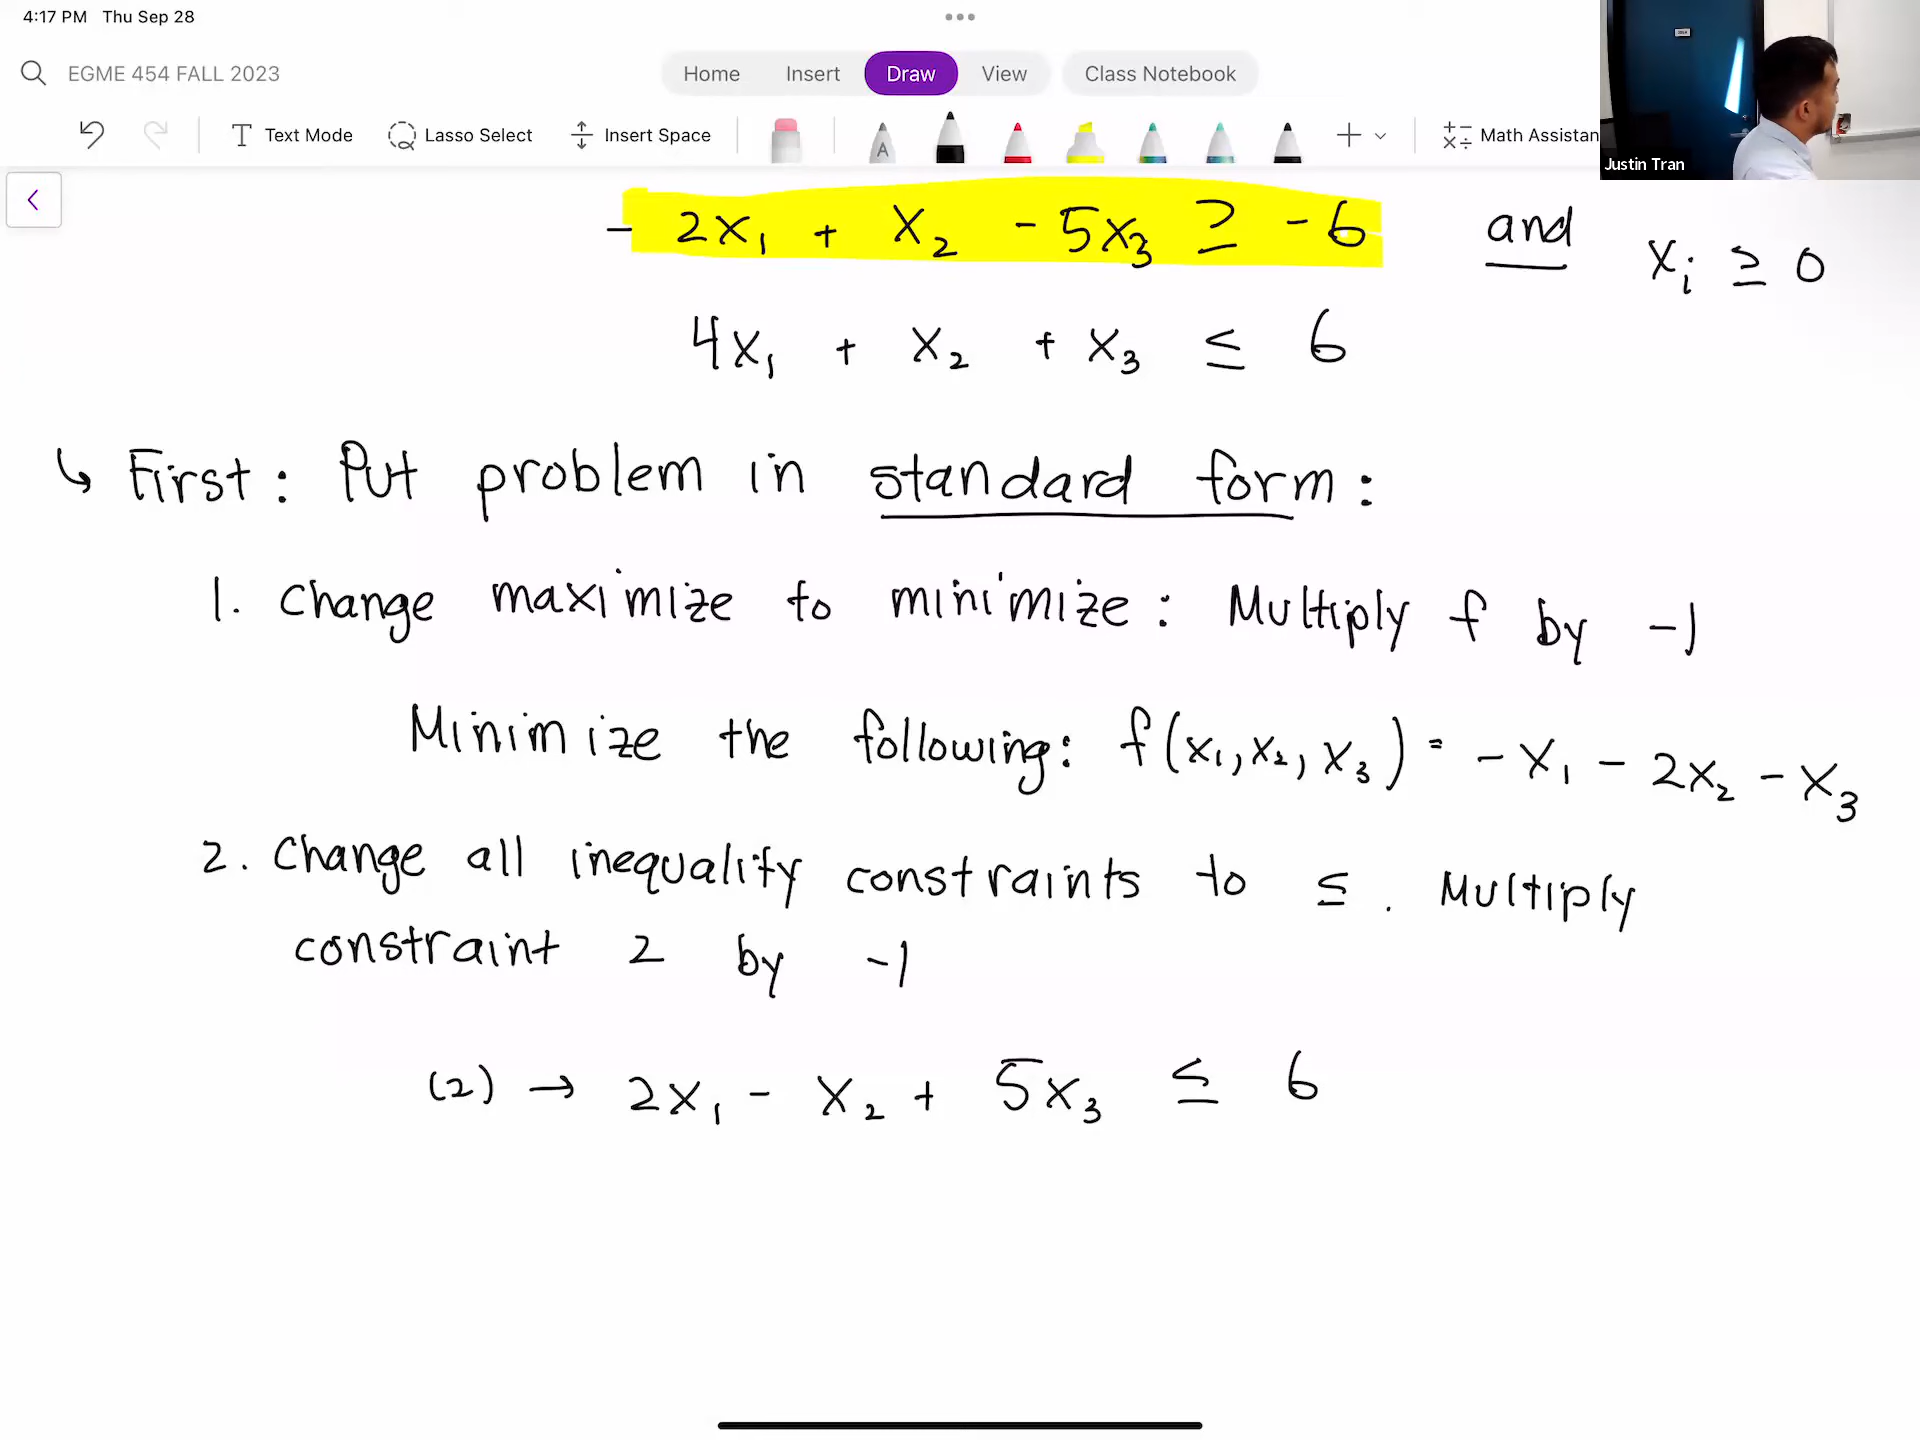 4:17 PM Thu Sep 28
EGME 454 FALL 2023
Home Insert Draw View Class Notebook
Text Mode Lasso Select Insert Space A Math Assistan
Justin Tran
- 2x₁ + x₂ - 5x₃ ≥ -6 and xᵢ ≥ 0
4x₁ + x₂ + x₃ ≤ 6
↳ First: Put problem in standard form:
1. Change maximize to minimize: Multiply f by -1
Minimize the following: f(x₁, x₂, x₃) = -x₁ - 2x₂ - x₃
2. Change all inequality constraints to ≤. Multiply
constraint 2 by -1
(2) → 2x₁ - x₂ + 5x₃ ≤ 6